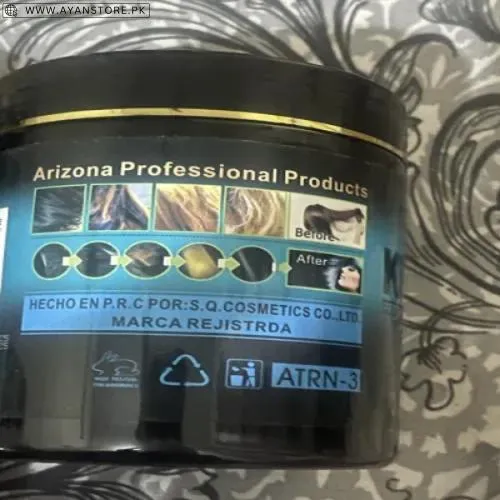 WWW.AYANSTORE.PK
Arizona Professional Products
Before
After
HECHO EN P.R.C POR:S.Q.COSMETICS CO.,LTD.
MARCA REJISTRDA
ATRN-3
K